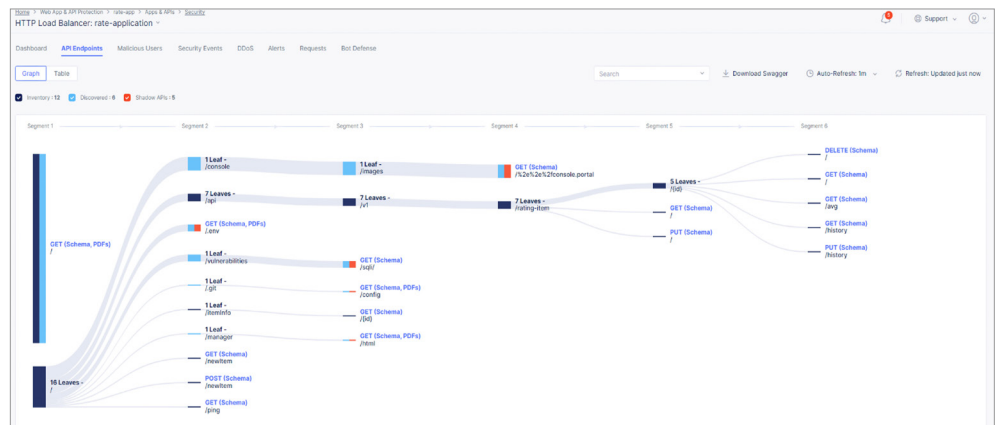 Home > Web App & API Protection > rate-app > Apps & APIs > Security
HTTP Load Balancer: rate-application
Support
Dashboard API Endpoints Malicious Users Security Events DDoS Alerts Requests Bot Defense
Graph Table
Search
Download Swagger
Auto-Refresh: 1m
Refresh: Updated just now
Inventory : 12 Discovered : 6 Shadow APIs : 5
Segment 1 Segment 2 Segment 3 Segment 4 Segment 5 Segment 6
GET (Schema, PDFs)
/
16 Leaves -
/
1 Leaf -
/console
7 Leaves -
/api
GET (Schema, PDFs)
/.env
1 Leaf -
/vulnerabilities
1 Leaf -
/.git
1 Leaf -
/iteminfo
1 Leaf -
/manager
GET (Schema)
/newitem
POST (Schema)
/newitem
GET (Schema)
/ping
1 Leaf -
/mages
7 Leaves -
/v1
GET (Schema)
/sqli/
GET (Schema, PDFs)
/config
GET (Schema)
/{id}
GET (Schema, PDFs)
/html
GET (Schema)
/%2e%2e%2fconsole.portal
7 Leaves -
/rating-item
5 Leaves -
/{id}
GET (Schema)
/
PUT (Schema)
/
DELETE (Schema)
/
GET (Schema)
/
GET (Schema)
/avg
GET (Schema)
/history
PUT (Schema)
/history